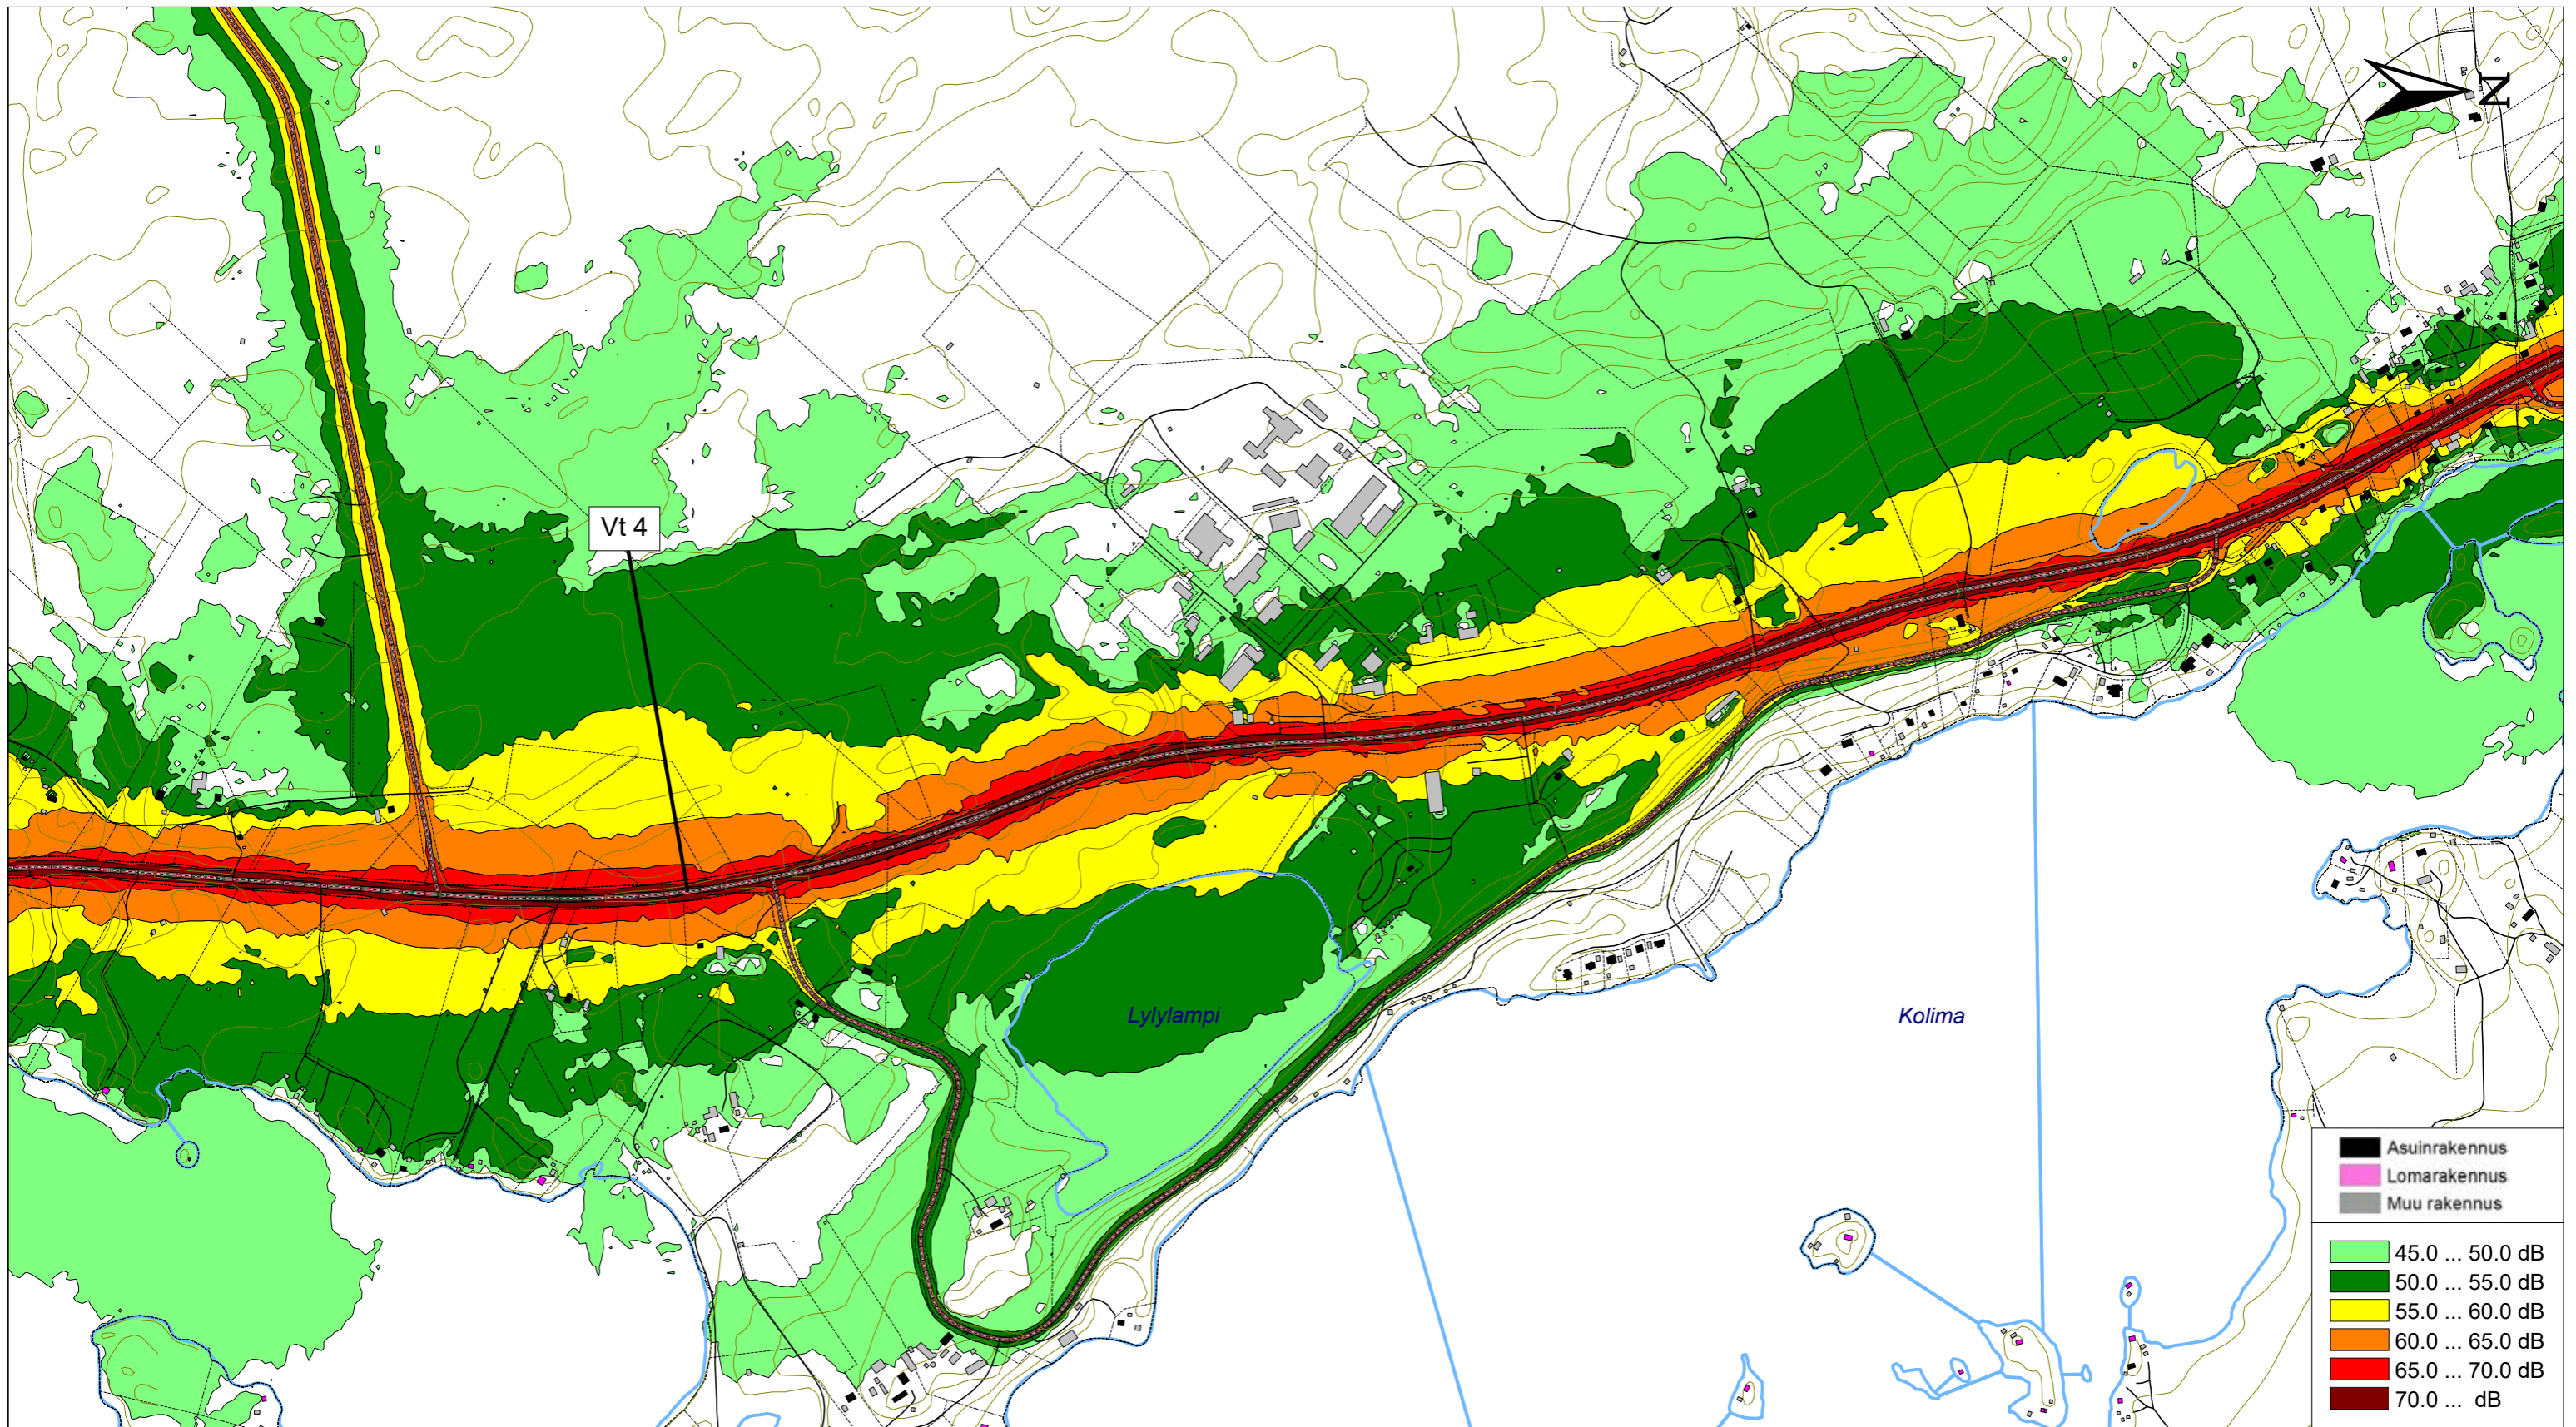 N
Vt 4
Lylylampi
Kolima
Asuinrakennus
Lomarakennus
Muu rakennus
45.0 ... 50.0 dB
50.0 ... 55.0 dB
55.0 ... 60.0 dB
60.0 ... 65.0 dB
65.0 ... 70.0 dB
70.0 ... dB